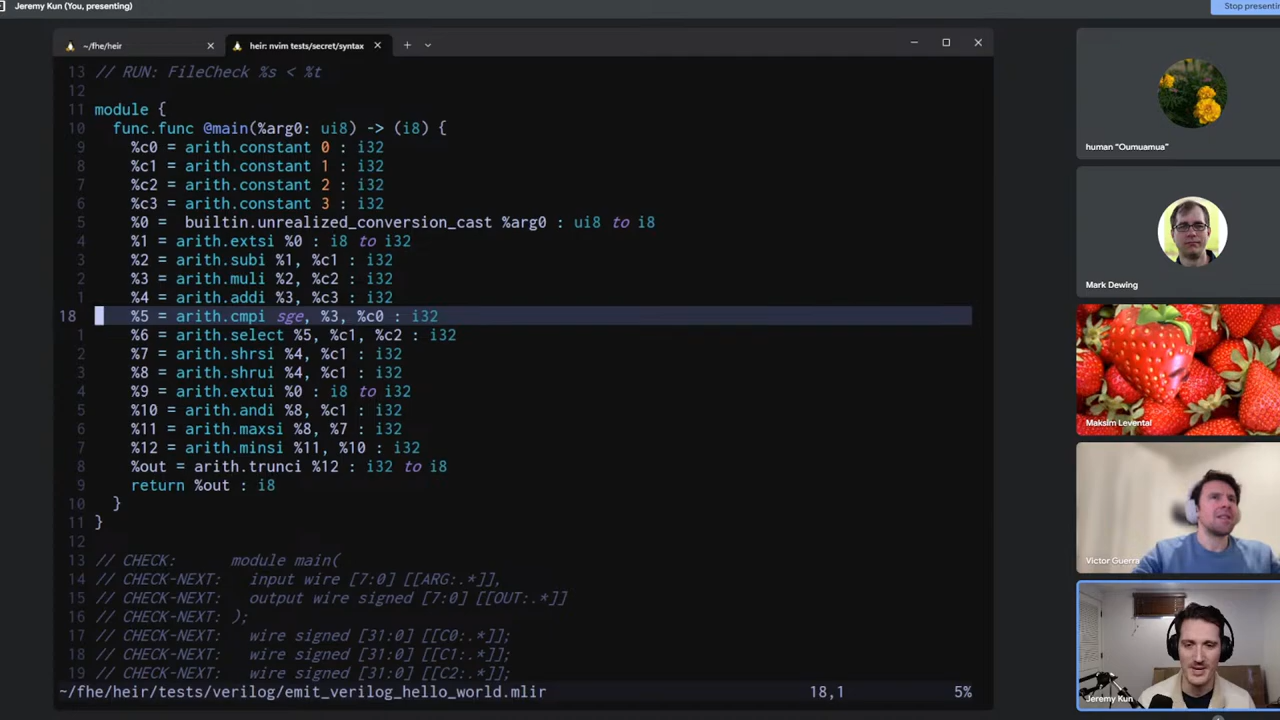 Jeremy Kun (You, presenting)
Stop presenting
~/fhe/heir
heir: nvim tests/secret/syntax
13 // RUN: FileCheck %s < %t
12
11 module {
10 func.func @main(%arg0: ui8) -> (i8) {
9 %c0 = arith.constant 0 : i32
8 %c1 = arith.constant 1 : i32
7 %c2 = arith.constant 2 : i32
6 %c3 = arith.constant 3 : i32
5 %0 = builtin.unrealized_conversion_cast %arg0 : ui8 to i8
4 %1 = arith.extsi %0 : i8 to i32
3 %2 = arith.subi %1, %c1 : i32
2 %3 = arith.muli %2, %c2 : i32
1 %4 = arith.addi %3, %c3 : i32
18 %5 = arith.cmpi sge, %3, %c0 : i32
1 %6 = arith.select %5, %c1, %c2 : i32
2 %7 = arith.shrsi %4, %c1 : i32
3 %8 = arith.shrui %4, %c1 : i32
4 %9 = arith.extui %0 : i8 to i32
5 %10 = arith.andi %8, %c1 : i32
6 %11 = arith.maxsi %8, %7 : i32
7 %12 = arith.minsi %11, %10 : i32
8 %out = arith.trunci %12 : i32 to i8
9 return %out : i8
10 }
11 }
12
13 // CHECK: module main(
14 // CHECK-NEXT: input wire [7:0] [[ARG:.*]],
15 // CHECK-NEXT: output wire signed [7:0] [[OUT:.*]]
16 // CHECK-NEXT: );
17 // CHECK-NEXT: wire signed [31:0] [[C0:.*]];
18 // CHECK-NEXT: wire signed [31:0] [[C1:.*]];
19 // CHECK-NEXT: wire signed [31:0] [[C2:.*]];
~/fhe/heir/tests/verilog/emit_verilog_hello_world.mlir 18,1 5%
human "Oumuamua"
Mark Dewing
Maksim Levental
Victor Guerra
Jeremy Kun